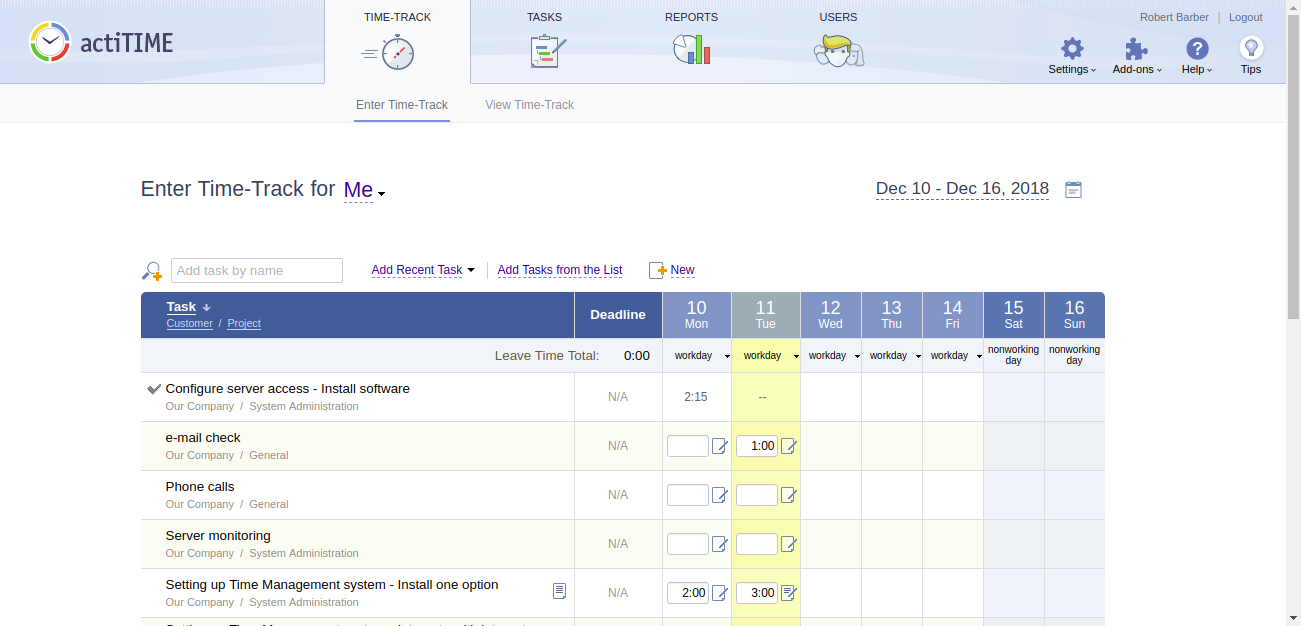 TIME-TRACK TASKS REPORTS USERS Robert Barber | Logout
actiTIME
Settings Add-ons Help Tips
Enter Time-Track View Time-Track
Enter Time-Track for Me
Dec 10 - Dec 16, 2018
Add task by name Add Recent Task Add Tasks from the List New
Task
Customer / Project
Deadline
10 Mon
11 Tue
12 Wed
13 Thu
14 Fri
15 Sat
16 Sun
Leave Time Total: 0:00 workday workday workday workday workday nonworking day nonworking day
Configure server access - Install software
Our Company / System Administration
N/A 2:15 --
e-mail check
Our Company / General
N/A 1:00
Phone calls
Our Company / General
N/A
Server monitoring
Our Company / System Administration
N/A
Setting up Time Management system - Install one option
Our Company / System Administration
N/A 2:00 3:00